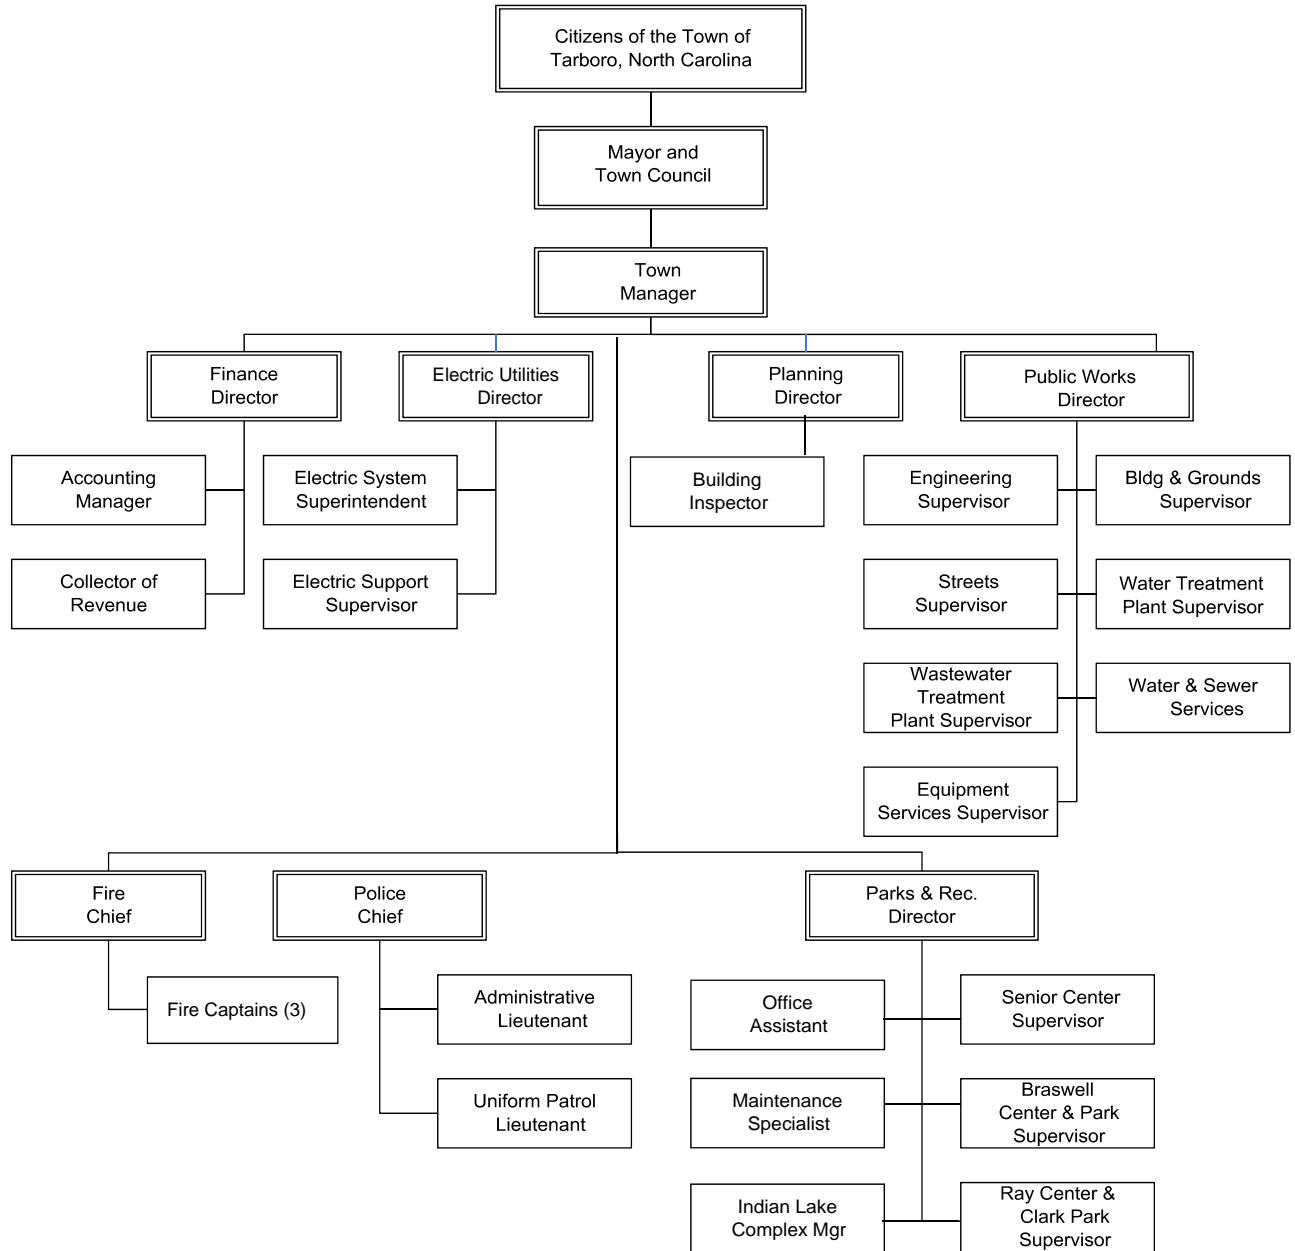 Citizens of the Town of
Tarboro, North Carolina
Mayor and
Town Council
Town
Manager
Finance
Director
Electric Utilities
Director
Planning
Director
Public Works
Director
Accounting
Manager
Electric System
Superintendent
Building
Inspector
Engineering
Supervisor
Bldg & Grounds
Supervisor
Collector of
Revenue
Electric Support
Supervisor
Streets
Supervisor
Water Treatment
Plant Supervisor
Wastewater
Treatment
Plant Supervisor
Water & Sewer
Services
Equipment
Services Supervisor
Fire
Chief
Police
Chief
Parks & Rec.
Director
Fire Captains (3)
Administrative
Lieutenant
Office
Assistant
Senior Center
Supervisor
Uniform Patrol
Lieutenant
Maintenance
Specialist
Braswell
Center & Park
Supervisor
Indian Lake
Complex Mgr
Ray Center &
Clark Park
Supervisor